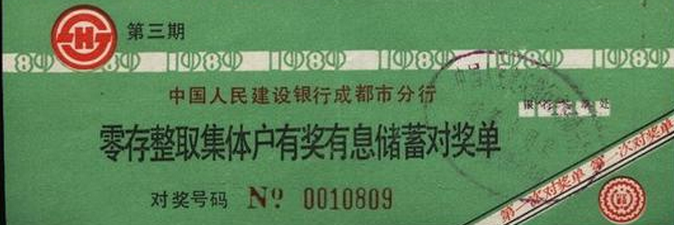 第三期
1989 1989 1989 1989 1989 1989 1989
中国人民建设银行成都市分行
零存整取集体户有奖有息储蓄对奖单
对奖号码 Nº 0010809
第一次对奖单 第一次对奖单